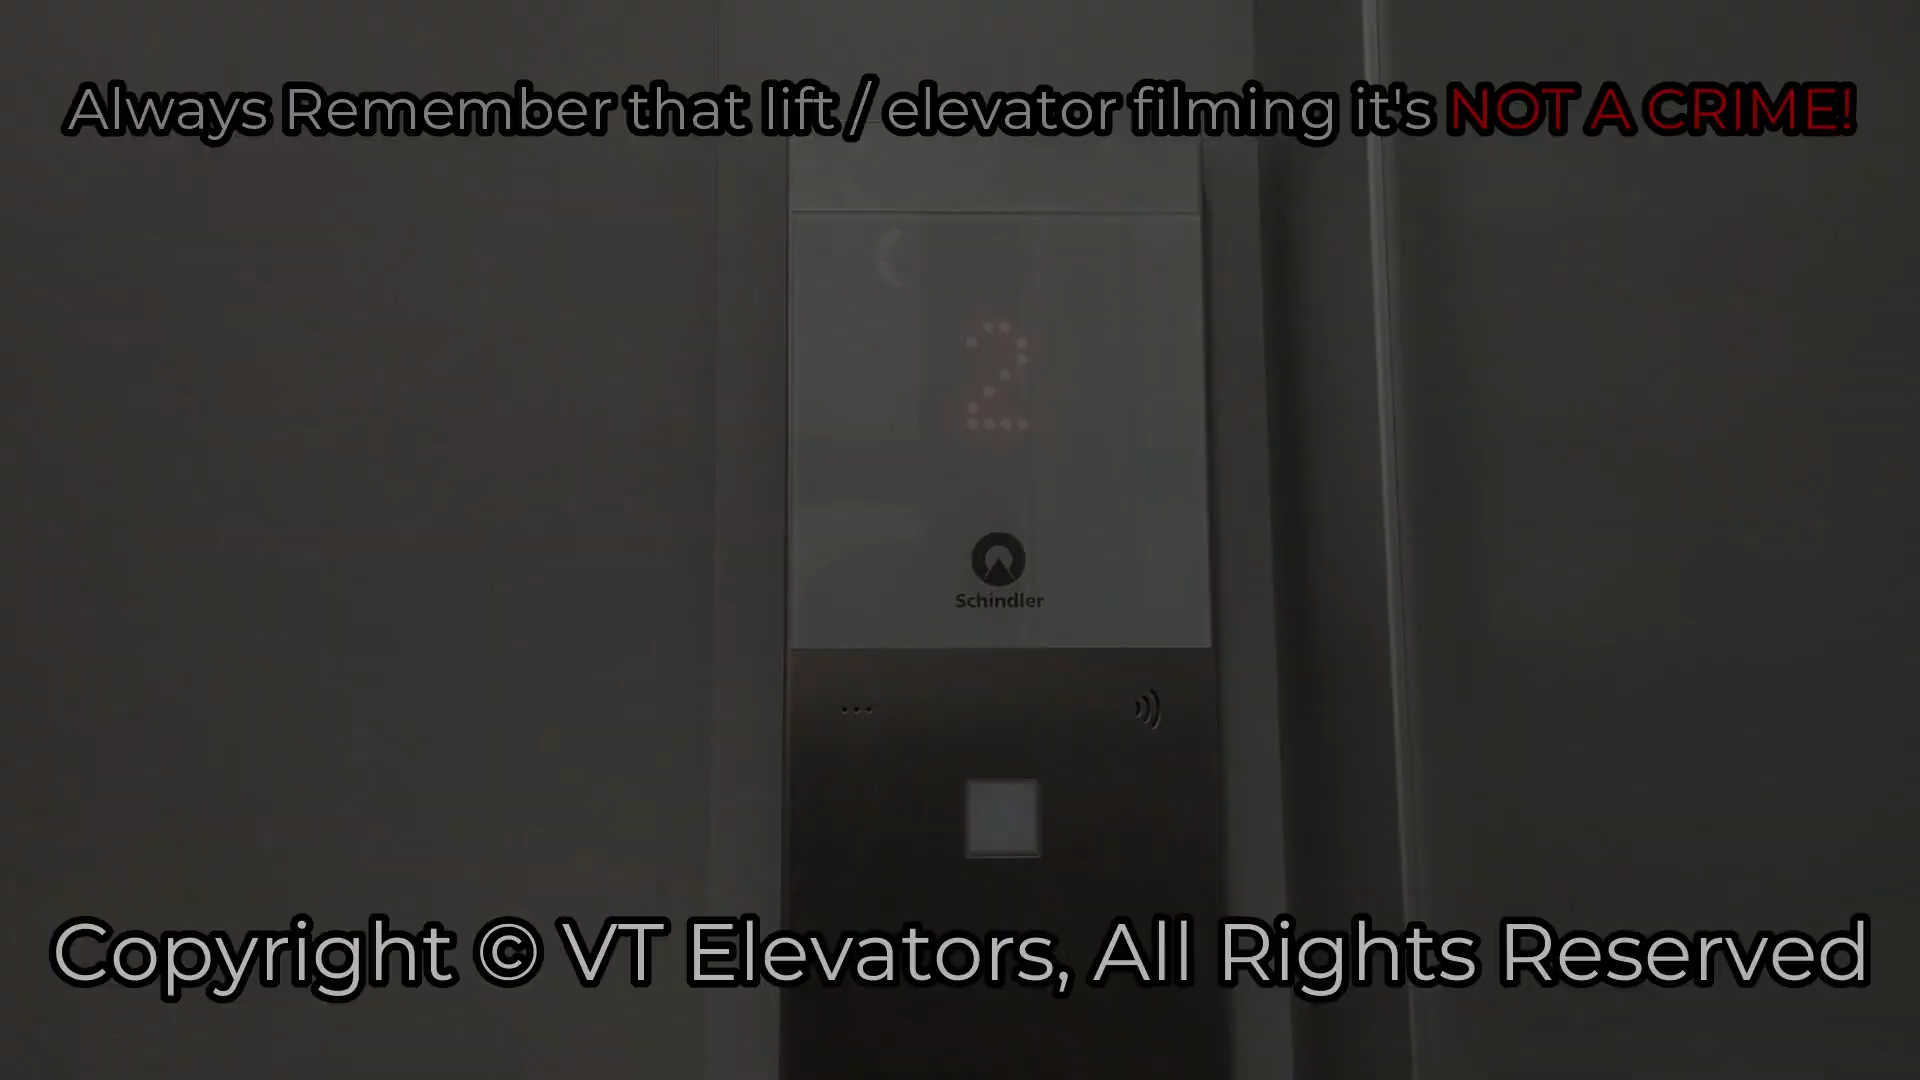 Always Remember that lift / elevator filming it's NOT A CRIME!
2
Schindler
Copyright © VT Elevators, All Rights Reserved